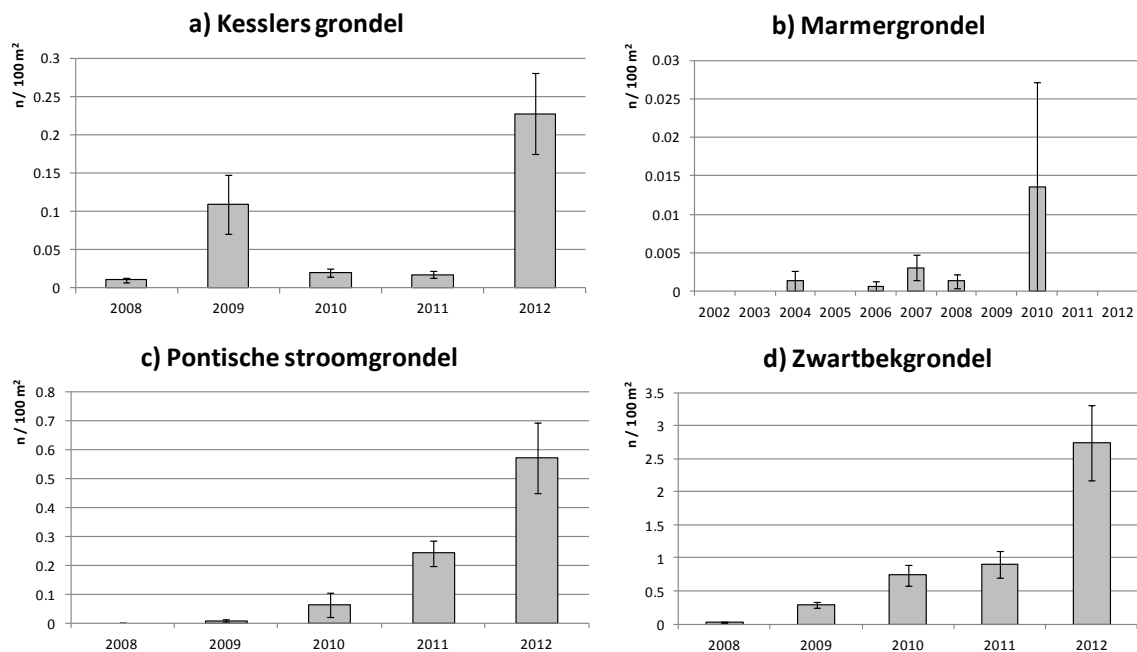 a) Kesslers grondel
n / 100 m²
0.3
0.25
0.2
0.15
0.1
0.05
0
2008 2009 2010 2011 2012
b) Marmergrondel
n / 100 m²
0.03
0.025
0.02
0.015
0.01
0.005
0
2002 2003 2004 2005 2006 2007 2008 2009 2010 2011 2012
c) Pontische stroomgrondel
n / 100 m²
0.8
0.7
0.6
0.5
0.4
0.3
0.2
0.1
0
2008 2009 2010 2011 2012
d) Zwartbekgrondel
n / 100 m²
3.5
3
2.5
2
1.5
1
0.5
0
2008 2009 2010 2011 2012